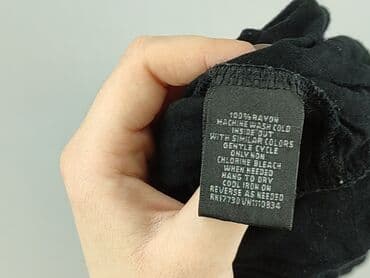 100% RAYON
MACHINE WASH COLD
INSIDE OUT
WITH SIMILAR COLORS
GENTLE CYCLE
ONLY NON
CHLORINE BLEACH
WHEN NEEDED
HANG TO DRY
COOL IRON ON
REVERSE AS NEEDED